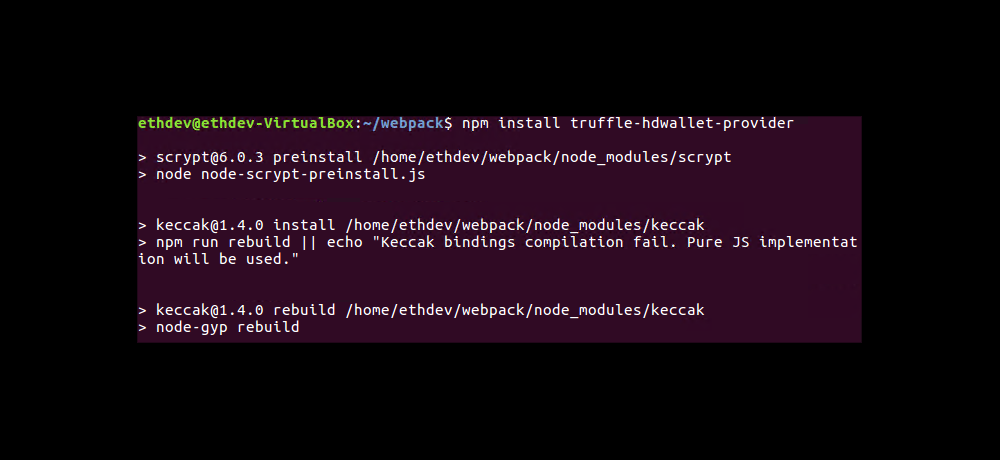 ethdev@ethdev-VirtualBox:~/webpack$ npm install truffle-hdwallet-provider
> scrypt@6.0.3 preinstall /home/ethdev/webpack/node_modules/scrypt
> node node-scrypt-preinstall.js
> keccak@1.4.0 install /home/ethdev/webpack/node_modules/keccak
> npm run rebuild || echo "Keccak bindings compilation fail. Pure JS implementat
ion will be used."
> keccak@1.4.0 rebuild /home/ethdev/webpack/node_modules/keccak
> node-gyp rebuild